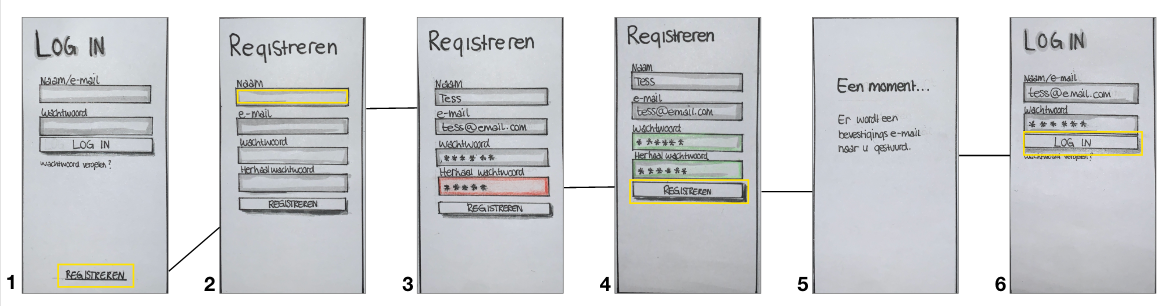 LOG IN
Naam/e-mail
Wachtwoord
LOG IN
Wachtwoord vergeten?
REGISTREREN
1
Registreren
Naam
e-mail
Wachtwoord
Herhaal wachtwoord
REGISTREREN
2
Registreren
Naam
Tess
e-mail
tess@email.com
Wachtwoord
******
Herhaal wachtwoord
*****
REGISTREREN
3
Registreren
Naam
Tess
e-mail
tess@email.com
Wachtwoord
*****
Herhaal wachtwoord
******
REGISTREREN
4
Een moment...
Er wordt een
bevestigings e-mail
naar u gestuurd.
5
LOG IN
Naam/e-mail
tess@email.com
Wachtwoord
******
LOG IN
Wachtwoord vergeten?
6